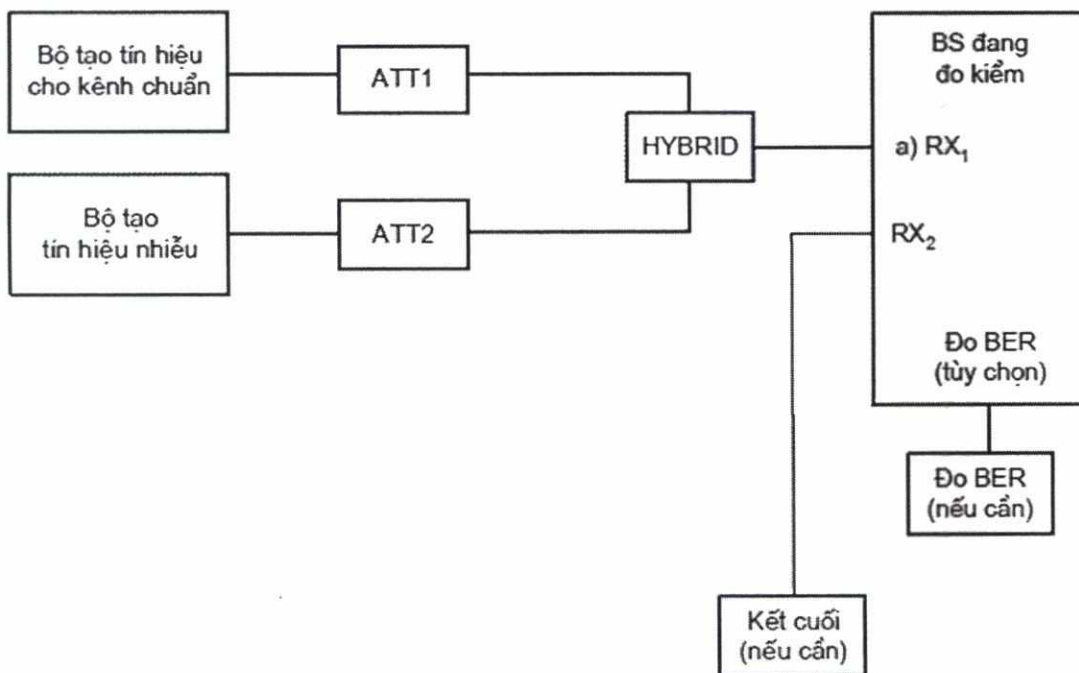 Bộ tạo tín hiệu
cho kênh chuẩn
ATT1
HYBRID
BS đang
đo kiểm
a) RX₁
Bộ tạo
tín hiệu nhiễu
ATT2
RX₂
Đo BER
(tùy chọn)
Đo BER
(nếu cần)
Kết cuối
(nếu cần)